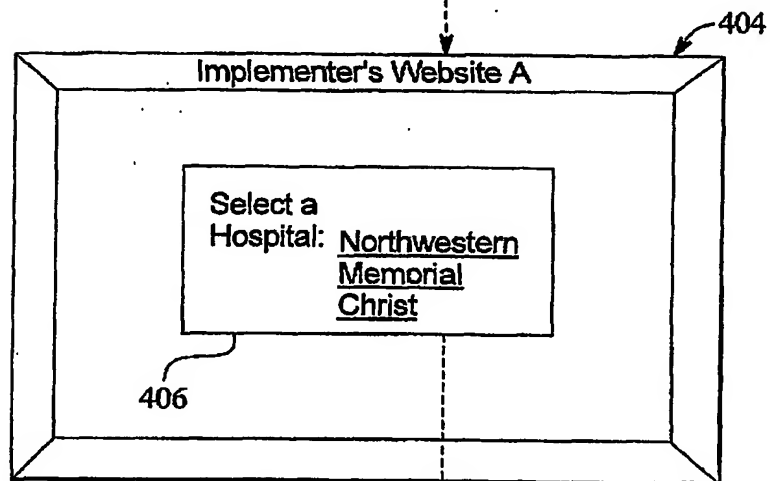 404
Implementer's Website A
Select a
Hospital: Northwestern
Memorial
Christ
406